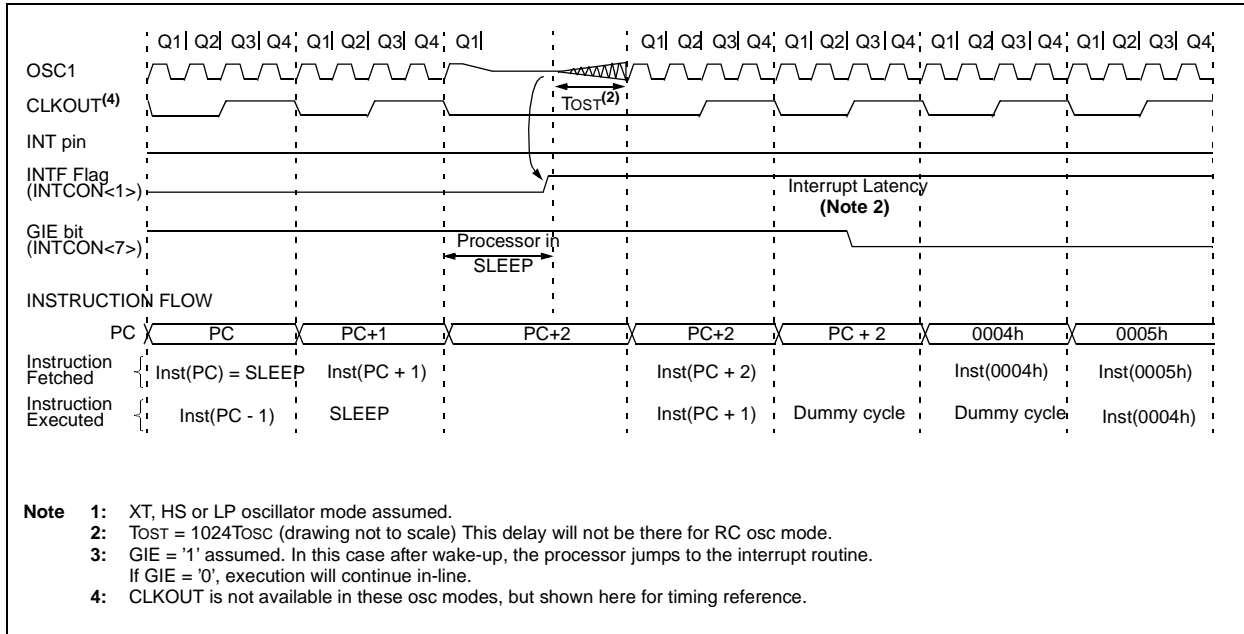 Q1 Q2 Q3 Q4 Q1 Q2 Q3 Q4 Q1 Q1 Q2 Q3 Q4 Q1 Q2 Q3 Q4 Q1 Q2 Q3 Q4 Q1 Q2 Q3 Q4
OSC1
CLKOUT(4)
TOST(2)
INT pin
INTF Flag
(INTCON<1>)
Interrupt Latency
(Note 2)
GIE bit
(INTCON<7>)
Processor in
SLEEP
INSTRUCTION FLOW
PC PC PC+1 PC+2 PC+2 PC + 2 0004h 0005h
Instruction
Fetched
Inst(PC) = SLEEP Inst(PC + 1) Inst(PC + 2) Inst(0004h) Inst(0005h)
Instruction
Executed
Inst(PC - 1) SLEEP Inst(PC + 1) Dummy cycle Dummy cycle Inst(0004h)
Note 1: XT, HS or LP oscillator mode assumed.
2: TOST = 1024TOSC (drawing not to scale) This delay will not be there for RC osc mode.
3: GIE = '1' assumed. In this case after wake-up, the processor jumps to the interrupt routine.
If GIE = '0', execution will continue in-line.
4: CLKOUT is not available in these osc modes, but shown here for timing reference.